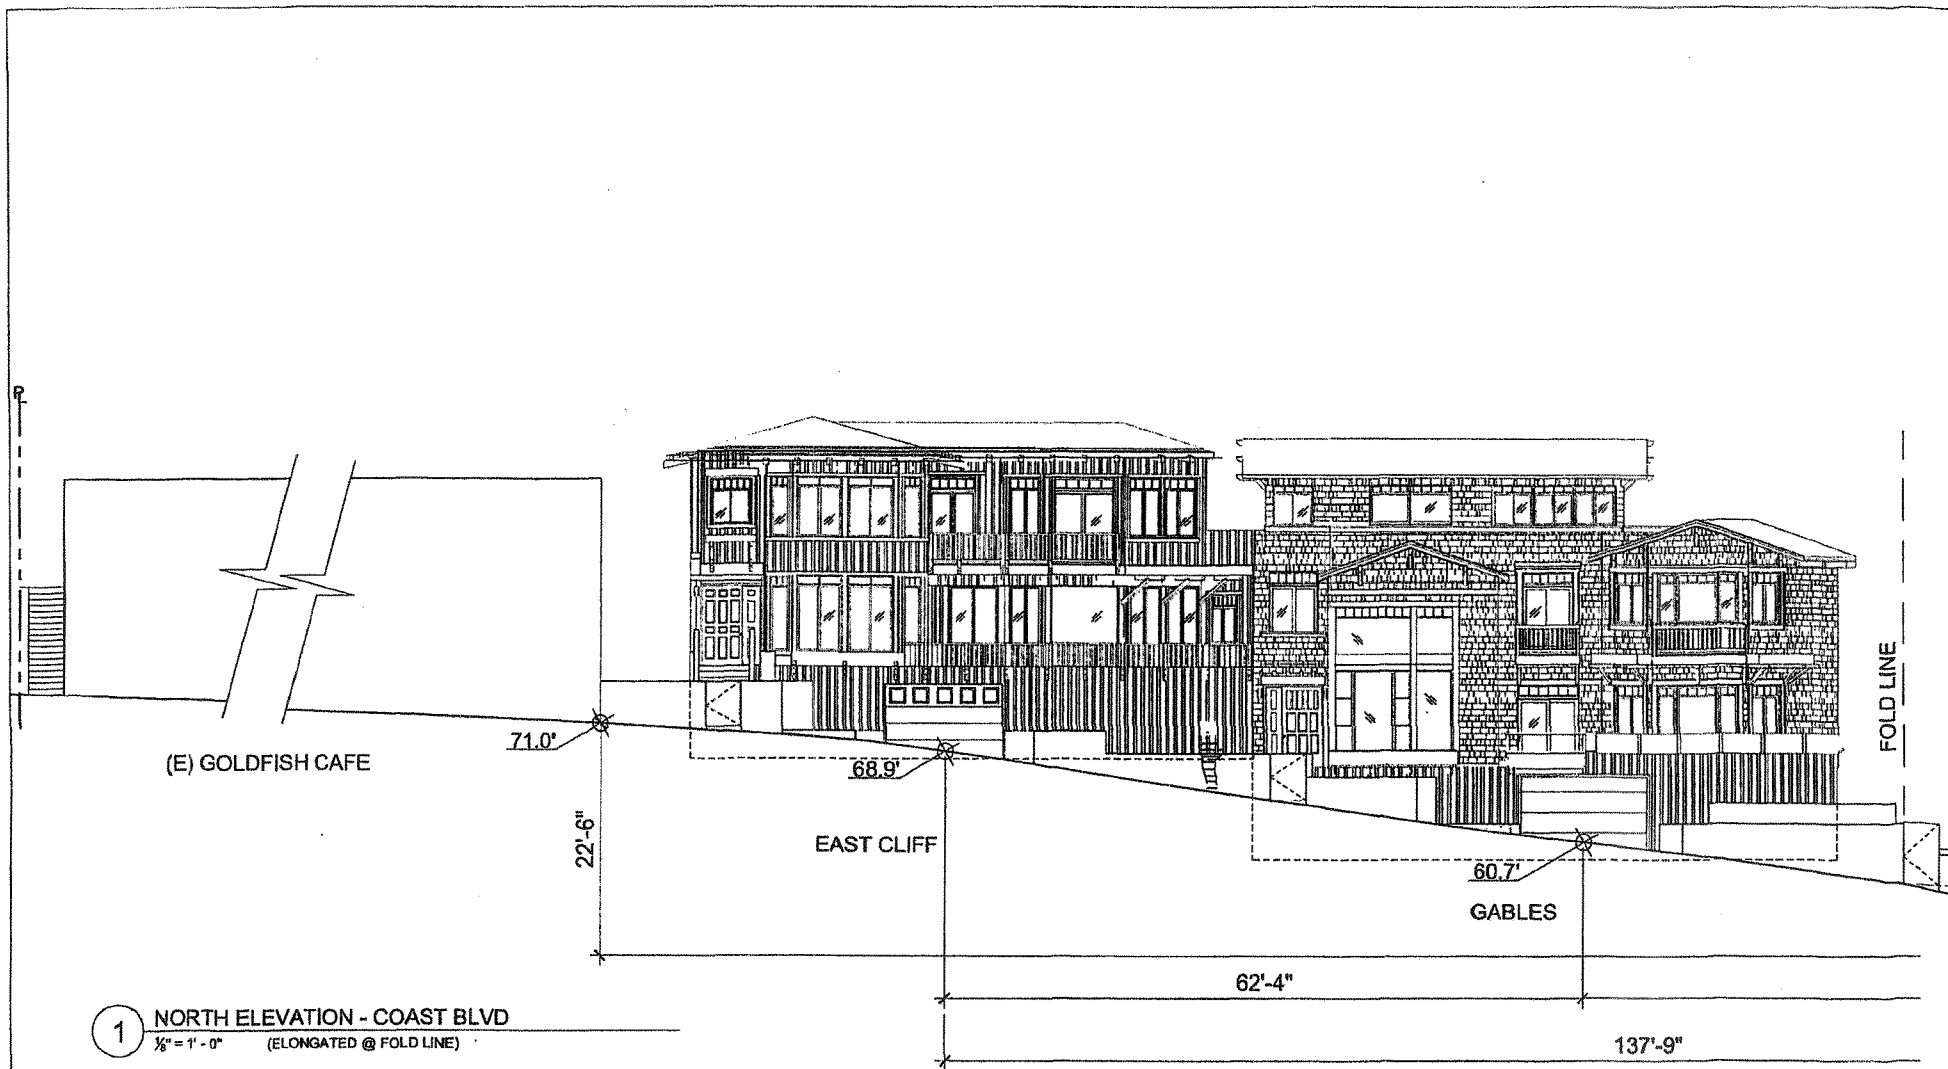 PL
FOLD LINE
71.0'
(E) GOLDFISH CAFE
68.9'
22'-6"
EAST CLIFF
60.7'
GABLES
62'-4"
1 NORTH ELEVATION - COAST BLVD
⅛" = 1' - 0" (ELONGATED @ FOLD LINE)
137'-9"